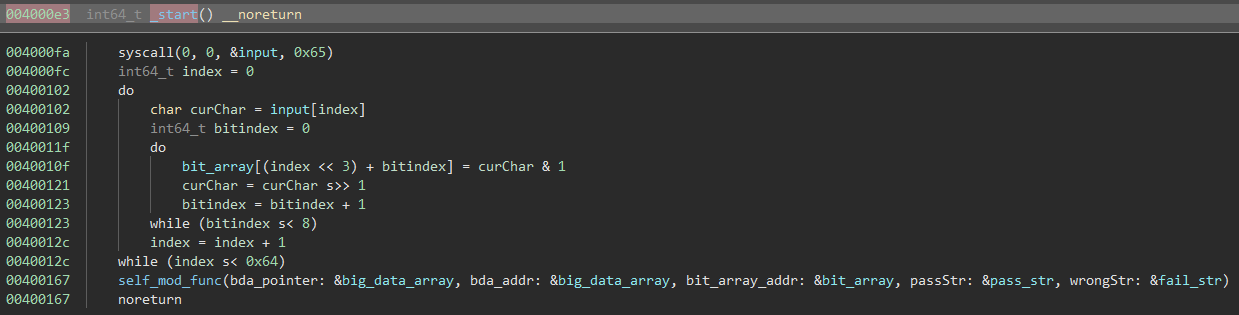 004000e3 int64_t _start() __noreturn
004000fa syscall(0, 0, &input, 0x65)
004000fc int64_t index = 0
00400102 do
00400102 char curChar = input[index]
00400109 int64_t bitindex = 0
0040011f do
0040010f bit_array[(index << 3) + bitindex] = curChar & 1
00400121 curChar = curChar s>> 1
00400123 bitindex = bitindex + 1
00400123 while (bitindex s< 8)
0040012c index = index + 1
0040012c while (index s< 0x64)
00400167 self_mod_func(bda_pointer: &big_data_array, bda_addr: &big_data_array, bit_array_addr: &bit_array, passStr: &pass_str, wrongStr: &fail_str)
00400167 noreturn